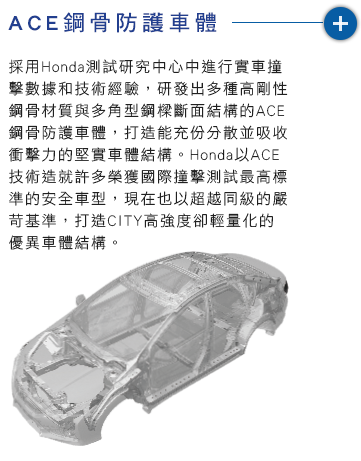 ACE鋼骨防護車體
採用Honda測試研究中心中進行實車撞
擊數據和技術經驗，研發出多種高剛性
鋼骨材質與多角型鋼樑斷面結構的ACE
鋼骨防護車體，打造能充份分散並吸收
衝擊力的堅實車體結構。Honda以ACE
技術造就許多榮獲國際撞擊測試最高標
準的安全車型，現在也以超越同級的嚴
苛基準，打造CITY高強度卻輕量化的
優異車體結構。